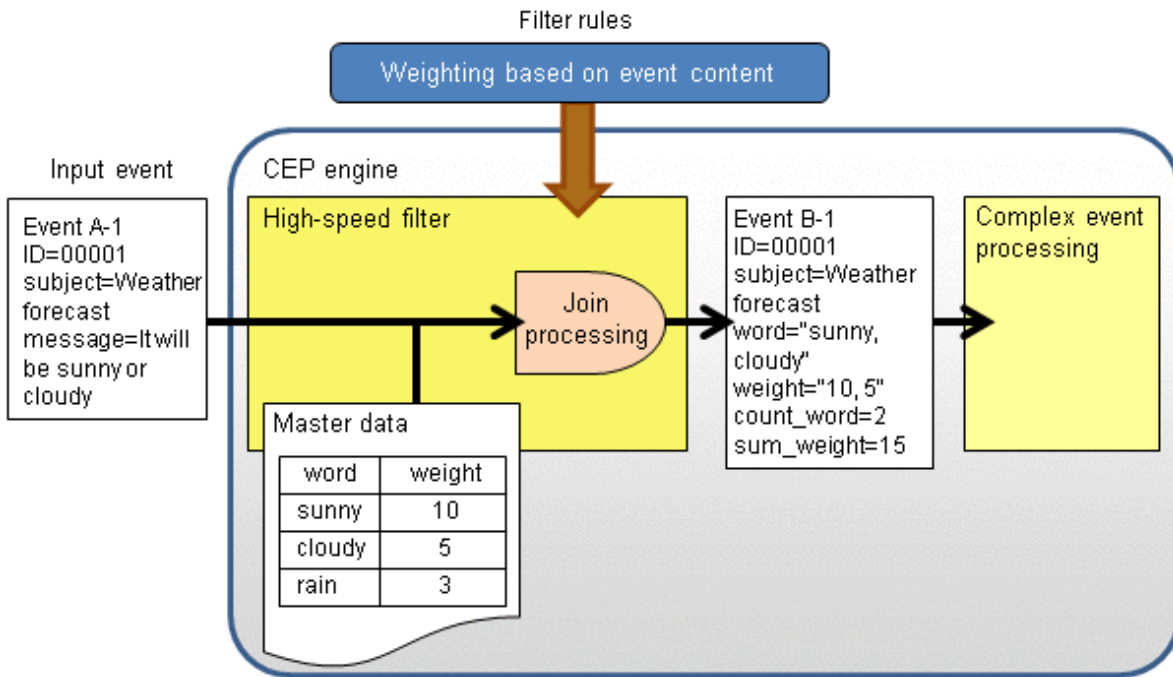 Filter rules
Weighting based on event content
Input event
Event A-1
ID=00001
subject=Weather
forecast
message=It will
be sunny or
cloudy
CEP engine
High-speed filter
Join
processing
Master data
word weight
sunny 10
cloudy 5
rain 3
Event B-1
ID=00001
subject=Weather
forecast
word="sunny,
cloudy"
weight="10, 5"
count_word=2
sum_weight=15
Complex event
processing